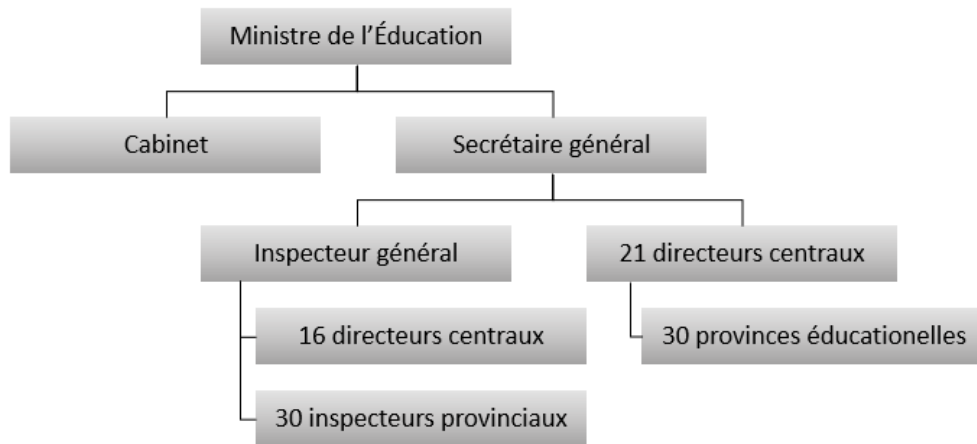 Ministre de l’Éducation
Cabinet
Secrétaire général
Inspecteur général
21 directeurs centraux
16 directeurs centraux
30 provinces éducationelles
30 inspecteurs provinciaux